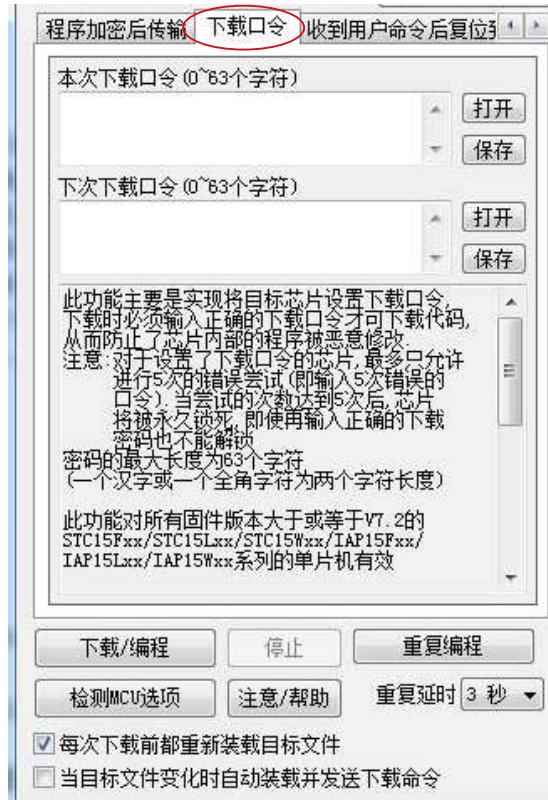 程序加密后传输 下载口令 收到用户命令后复位到
本次下载口令(0~63个字符)
打开
保存
下次下载口令(0~63个字符)
打开
保存
此功能主要是实现将目标芯片设置下载口令,
下载时必须输入正确的下载口令才可下载代码,
从而防止了芯片内部的程序被恶意修改.
注意:对于设置了下载口令的芯片,最多只允许
进行5次的错误尝试(即输入5次错误的
口令).当尝试的次数达到5次后,芯片
将被永久锁死,即使再输入正确的下载
密码也不能解锁
密码的最大长度为63个字符
(一个汉字或一个全角字符为两个字符长度)
此功能对所有固件版本大于或等于V7.2的
STC15Fxx/STC15Lxx/STC15Wxx/IAP15Fxx/
IAP15Lxx/IAP15Wxx系列的单片机有效
下载/编程 停止 重复编程
检测MCU选项 注意/帮助 重复延时 3 秒
每次下载前都重新装载目标文件
当目标文件变化时自动装载并发送下载命令